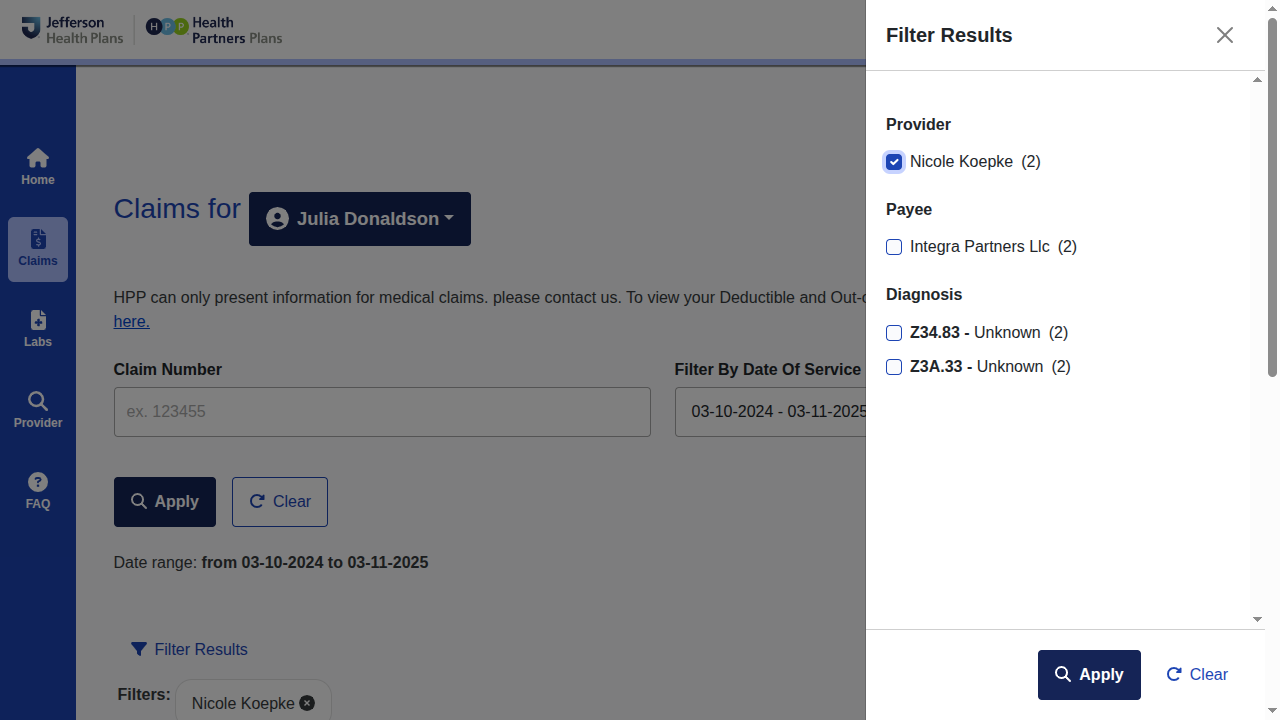 Jefferson
Health Plans
HPP
Health
Partners Plans
Home
Claims
Labs
Provider
FAQ
Claims for
Julia Donaldson
HPP can only present information for medical claims. please contact us. To view your Deductible and Out-o
here.
Claim Number
ex. 123455
Filter By Date Of Service
03-10-2024 - 03-11-2025
Apply
Clear
Date range: from 03-10-2024 to 03-11-2025
Filter Results
Filters:
Nicole Koepke
Filter Results
Provider
Nicole Koepke (2)
Payee
Integra Partners Llc (2)
Diagnosis
Z34.83 - Unknown (2)
Z3A.33 - Unknown (2)
Apply
Clear